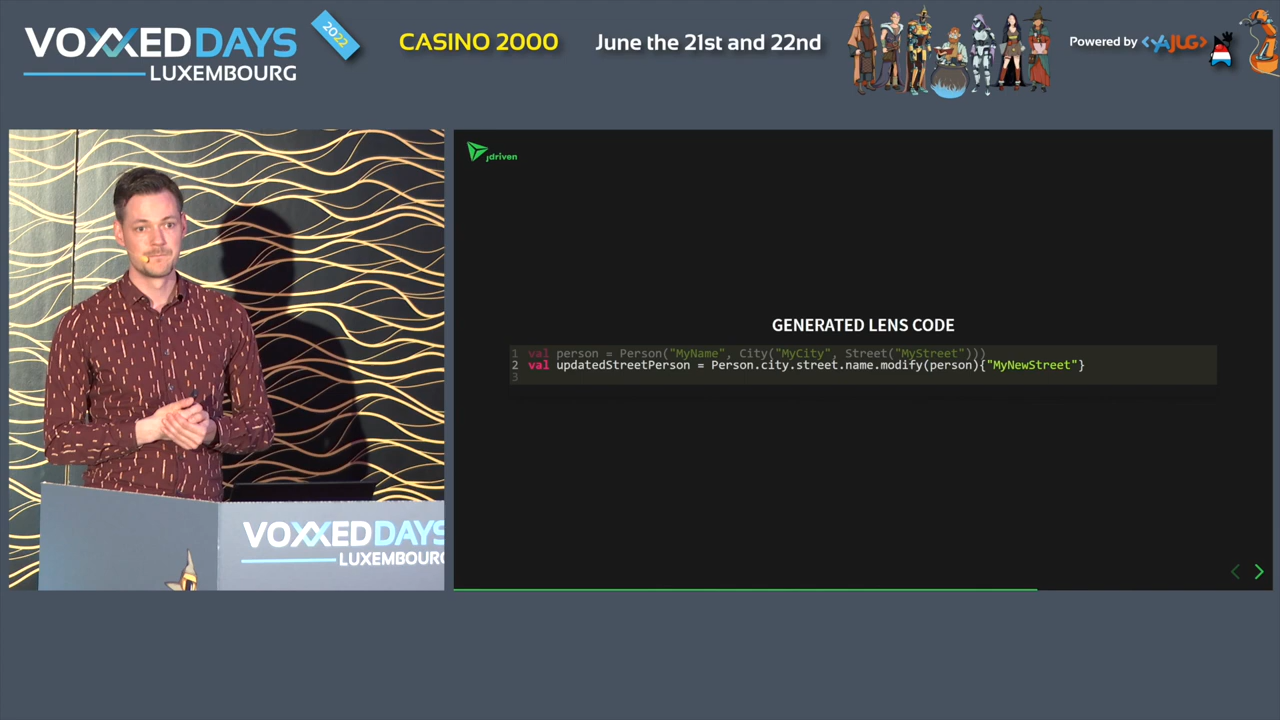 VOXXED DAYS
LUXEMBOURG
2022
CASINO 2000
June the 21st and 22nd
Powered by <YAJUG>
jdriven
GENERATED LENS CODE
1 val person = Person("MyName", City("MyCity", Street("MyStreet")))
2 val updatedStreetPerson = Person.city.street.name.modify(person){"MyNewStreet"}
3
VOXXED DAYS
LUXEMBOURG